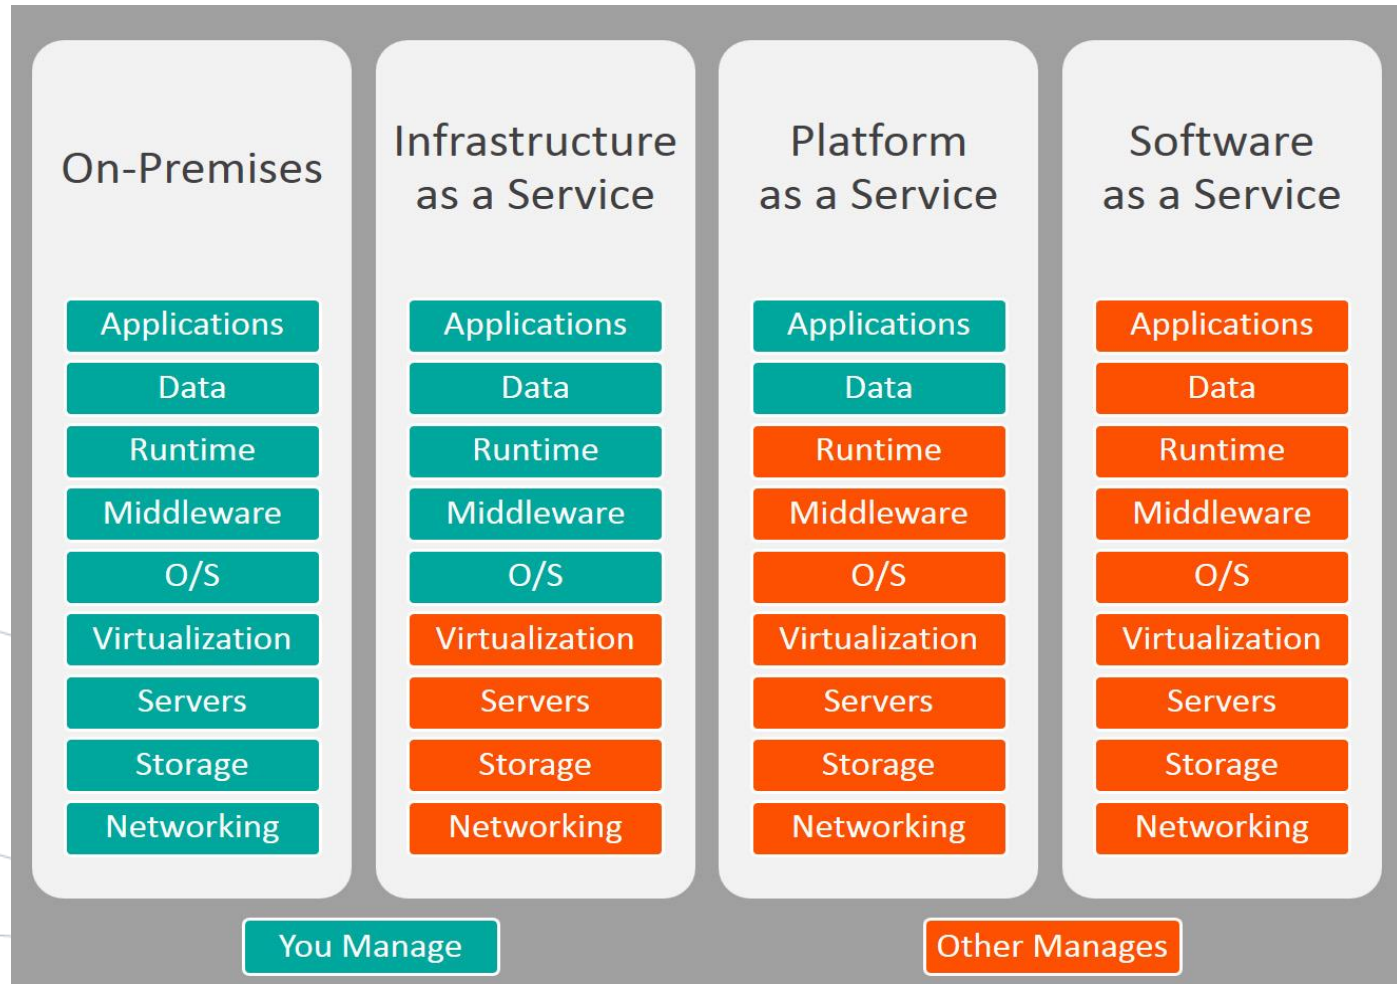 On-Premises
Applications
Data
Runtime
Middleware
O/S
Virtualization
Servers
Storage
Networking
Infrastructure
as a Service
Applications
Data
Runtime
Middleware
O/S
Virtualization
Servers
Storage
Networking
Platform
as a Service
Applications
Data
Runtime
Middleware
O/S
Virtualization
Servers
Storage
Networking
Software
as a Service
Applications
Data
Runtime
Middleware
O/S
Virtualization
Servers
Storage
Networking
You Manage
Other Manages